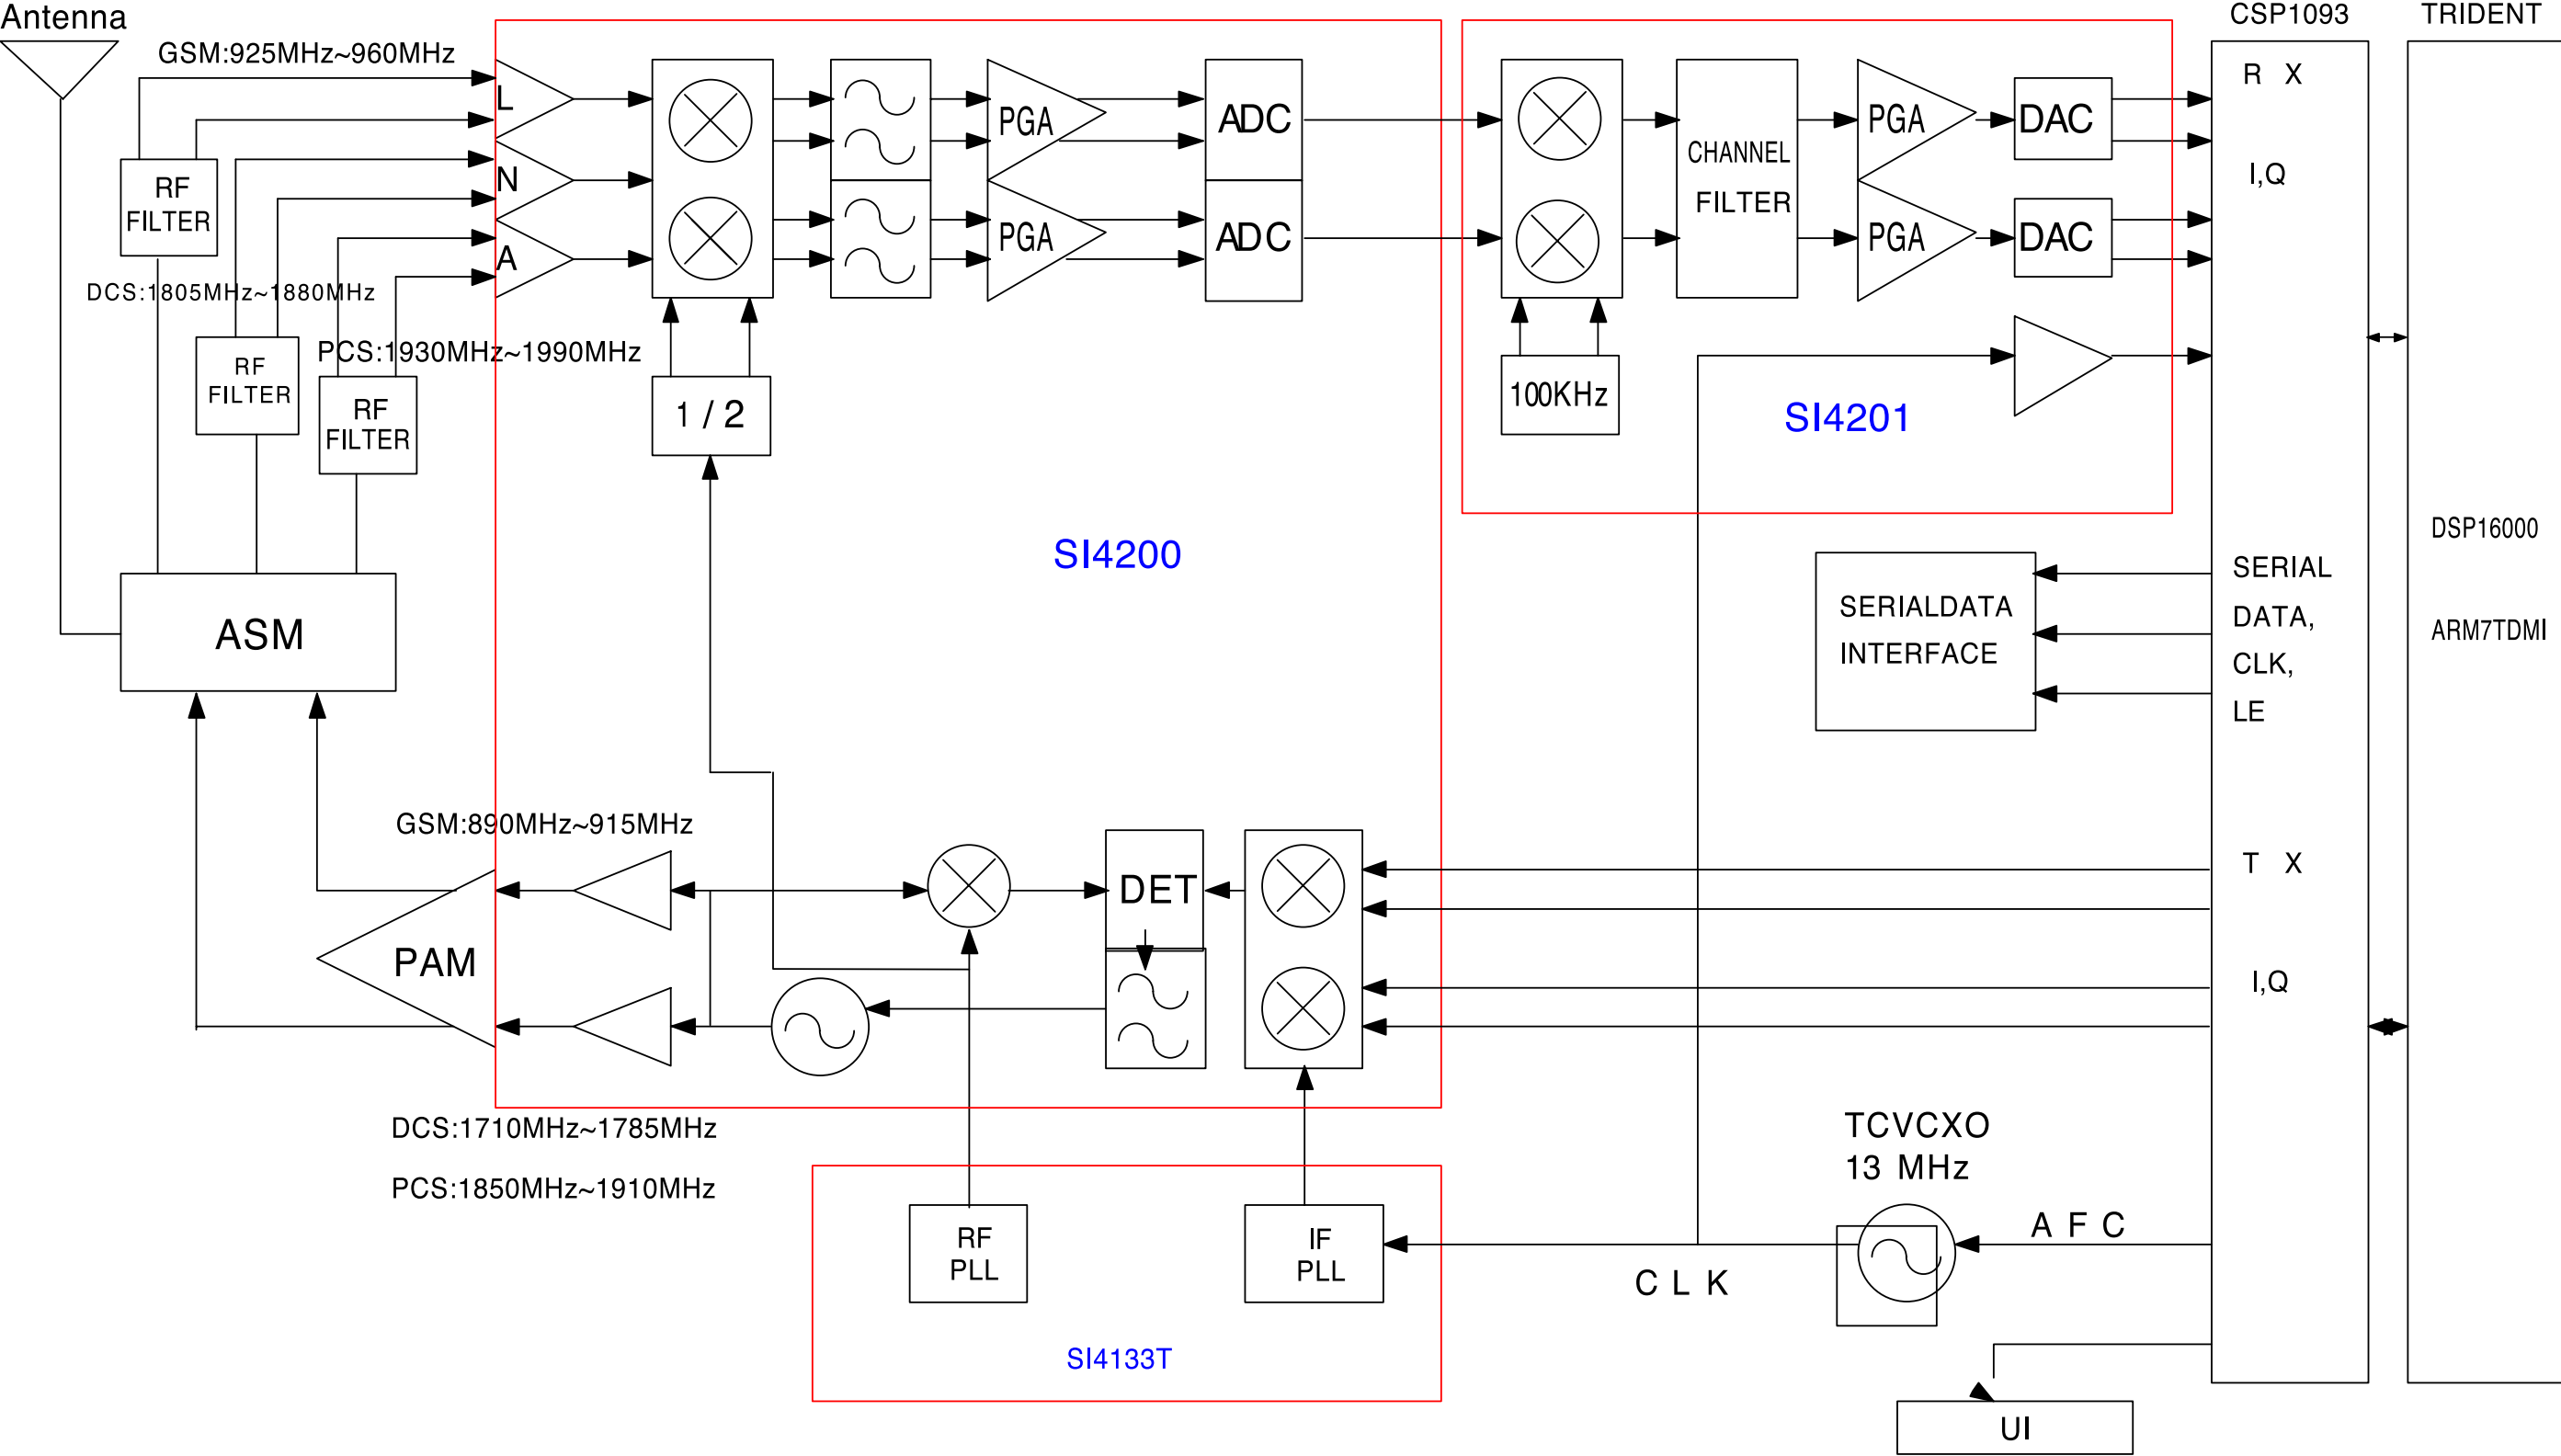 Antenna
CSP1093
TRIDENT
GSM:925MHz~960MHz
R X
L
PGA
ADC
PGA
DAC
CHANNEL
FILTER
I,Q
N
RF
FILTER
PGA
ADC
PGA
DAC
A
DCS:1805MHz~1880MHz
PCS:1930MHz~1990MHz
RF
FILTER
RF
FILTER
1 / 2
100KHz
SI4201
SI4200
DSP16000
SERIAL
DATA,
CLK,
LE
SERIALDATA
INTERFACE
ARM7TDMI
ASM
GSM:890MHz~915MHz
T X
DET
PAM
I,Q
DCS:1710MHz~1785MHz
PCS:1850MHz~1910MHz
TCVCXO
13 MHz
RF
PLL
IF
PLL
A F C
C L K
SI4133T
UI